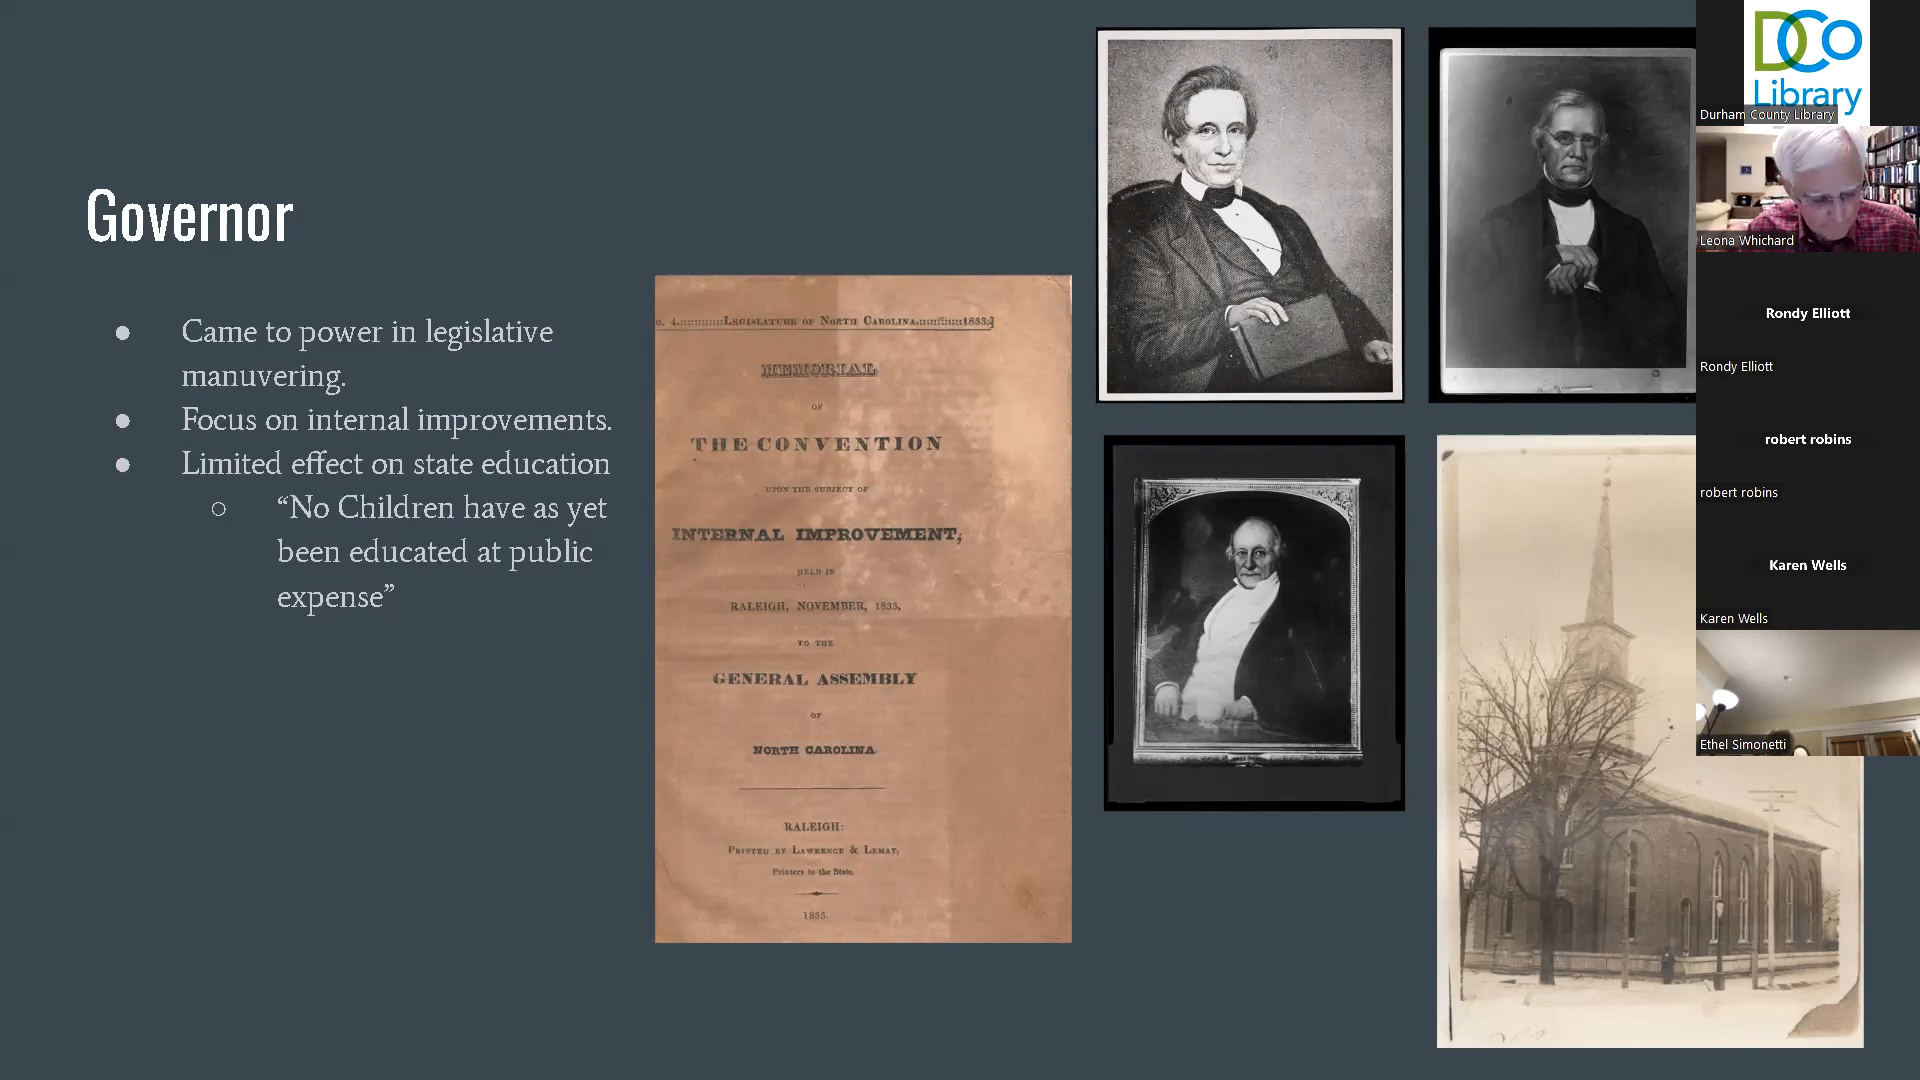 Governor
● Came to power in legislative
manuvering.
● Focus on internal improvements.
● Limited effect on state education
○ “No Children have as yet
been educated at public
expense”
o. 4.::::::::::::LEGISLATURE OF NORTH CAROLINA.::::::::::::1833.]
MEMORIAL
OF
THE CONVENTION
UPON THE SUBJECT OF
INTERNAL IMPROVEMENT,
HELD IN
RALEIGH, NOVEMBER, 1833,
TO THE
GENERAL ASSEMBLY
OF
NORTH CAROLINA
RALEIGH:
PRINTED BY LAWRENCE & LEMAY,
Printers to the State.
1833.
DCo
Library
Durham County Library
Leona Whichard
Rondy Elliott
Rondy Elliott
robert robins
robert robins
Karen Wells
Karen Wells
Ethel Simonetti